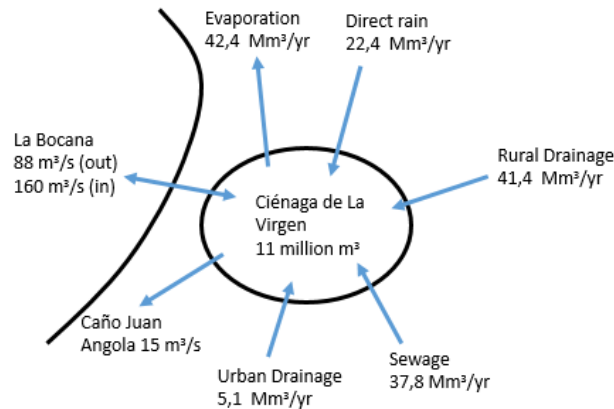 Evaporation
42,4 Mm³/yr
Direct rain
22,4 Mm³/yr
La Bocana
88 m³/s (out)
160 m³/s (in)
Rural Drainage
41,4 Mm³/yr
Ciénaga de La
Virgen
11 million m³
Caño Juan
Angola 15 m³/s
Urban Drainage
5,1 Mm³/yr
Sewage
37,8 Mm³/yr